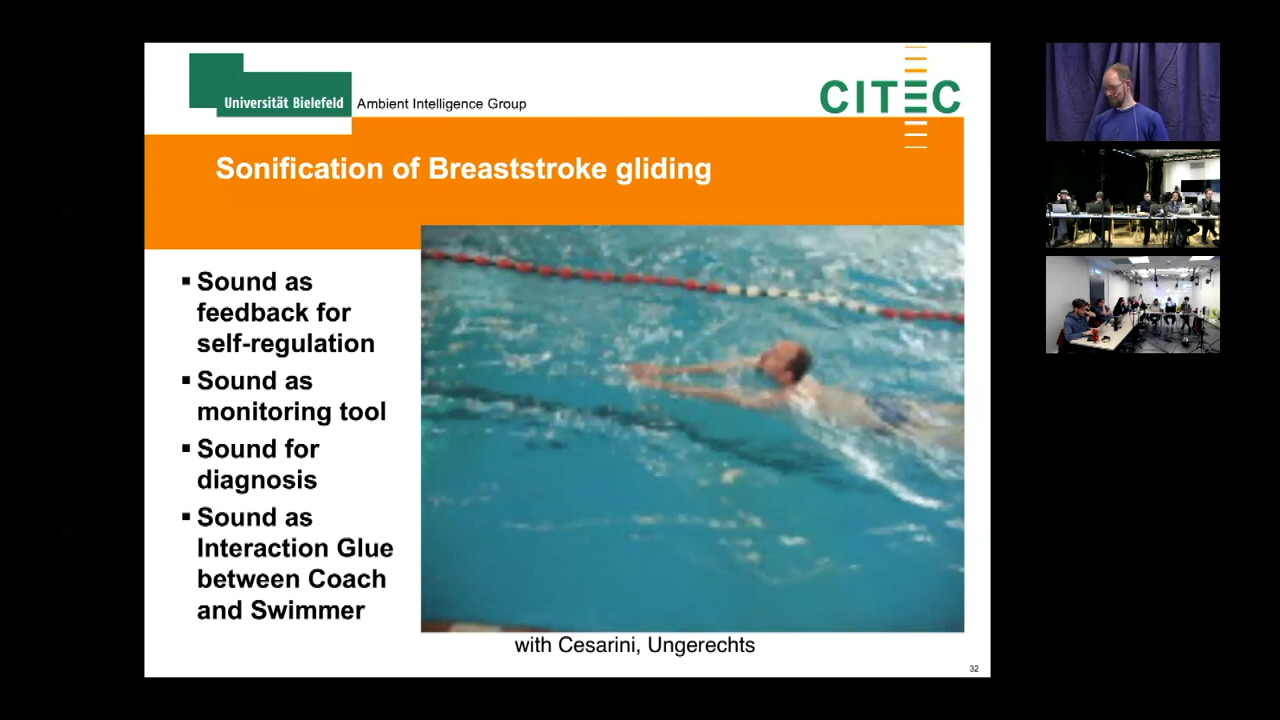 Universität Bielefeld
Ambient Intelligence Group
CITEC
Sonification of Breaststroke gliding
▪ Sound as
feedback for
self-regulation
▪ Sound as
monitoring tool
▪ Sound for
diagnosis
▪ Sound as
Interaction Glue
between Coach
and Swimmer
with Cesarini, Ungerechts
32